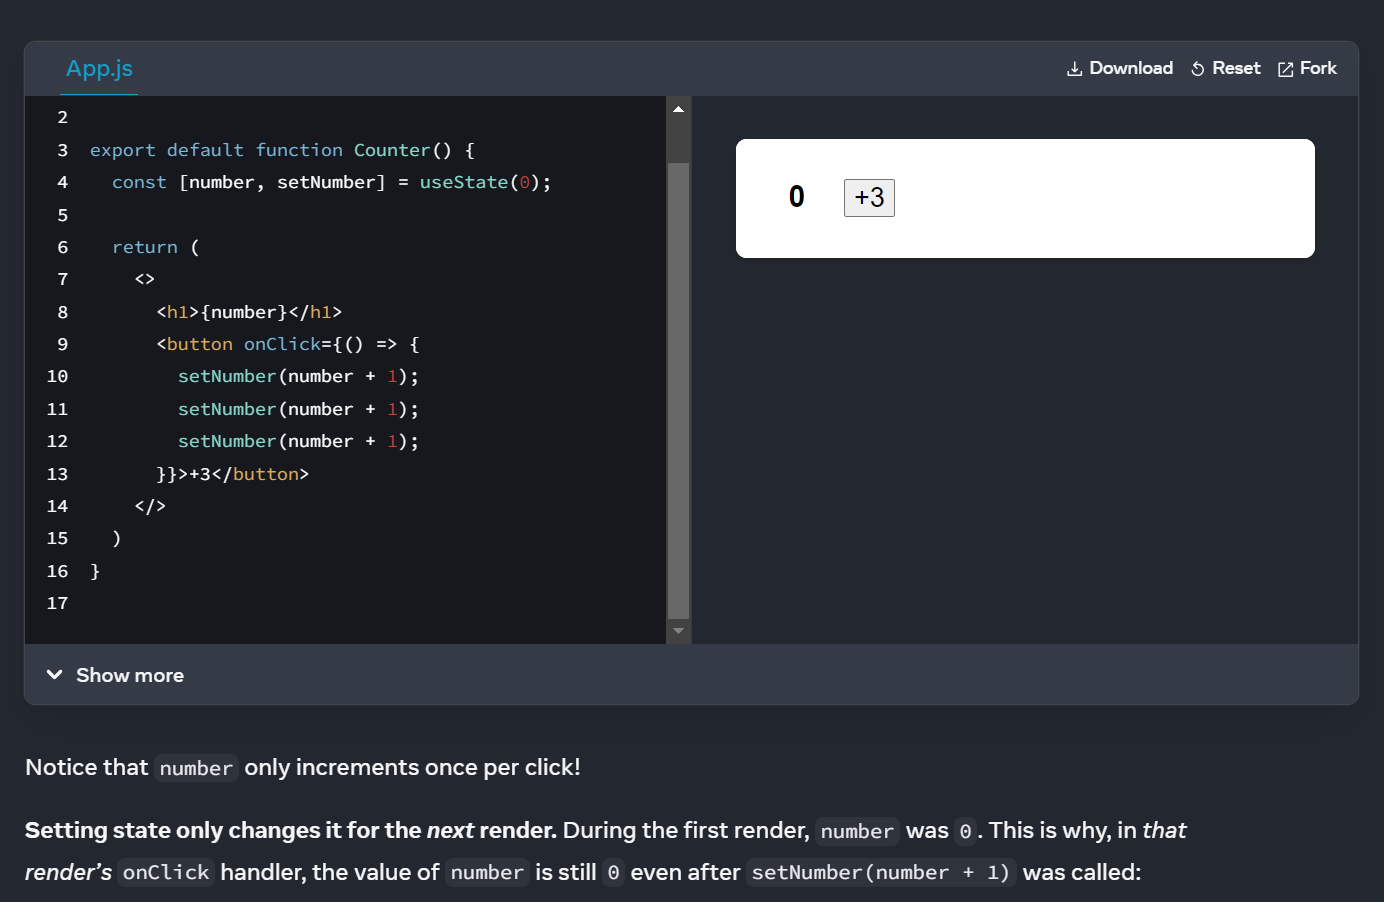 App.js
Download Reset Fork
2
3 export default function Counter() {
4 const [number, setNumber] = useState(0);
5
6 return (
7 <>
8 <h1>{number}</h1>
9 <button onClick={() => {
10 setNumber(number + 1);
11 setNumber(number + 1);
12 setNumber(number + 1);
13 }}>+3</button>
14 </>
15 )
16 }
17
0 +3
Show more
Notice that number only increments once per click!
Setting state only changes it for the next render. During the first render, number was 0. This is why, in that
render’s onClick handler, the value of number is still 0 even after setNumber(number + 1) was called: